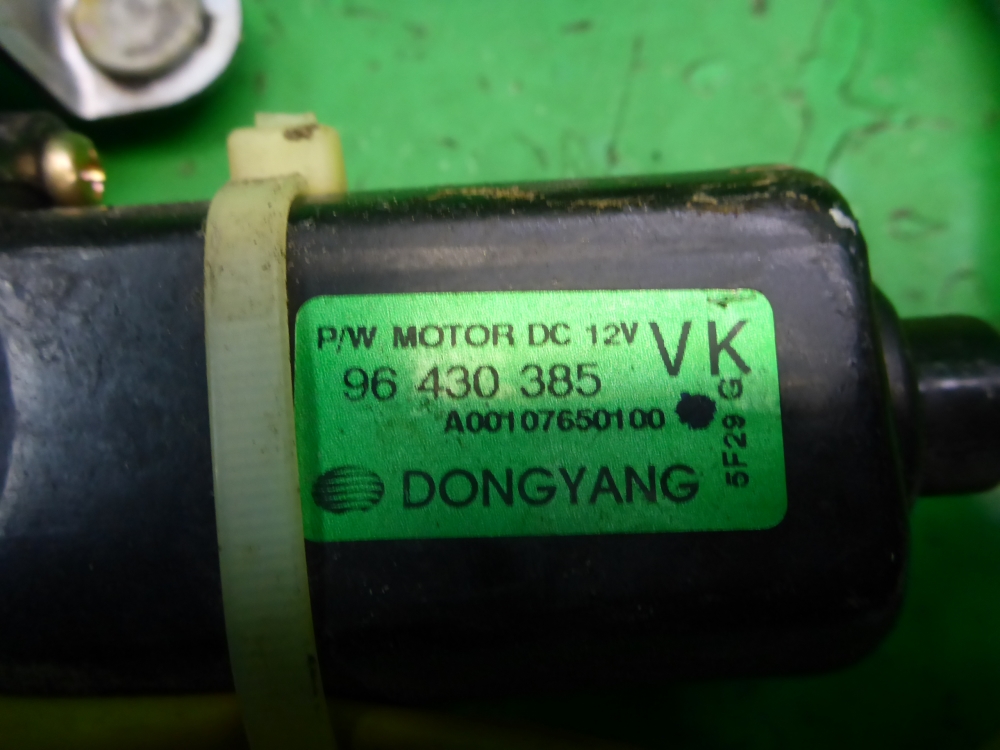 P/W MOTOR DC 12V VK
96 430 385
A00107650100
5F29 G
DONGYANG